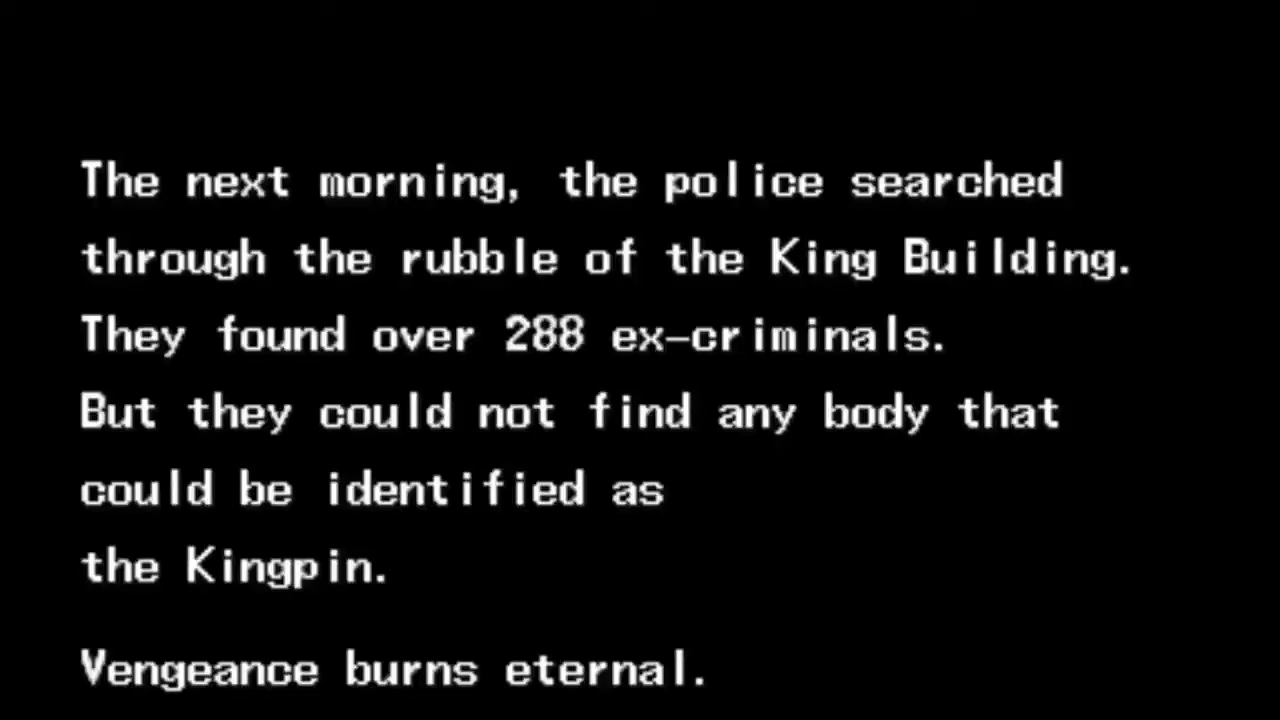 The next morning, the police searched
through the rubble of the King Building.
They found over 288 ex-criminals.
But they could not find any body that
could be identified as
the Kingpin.
Vengeance burns eternal.